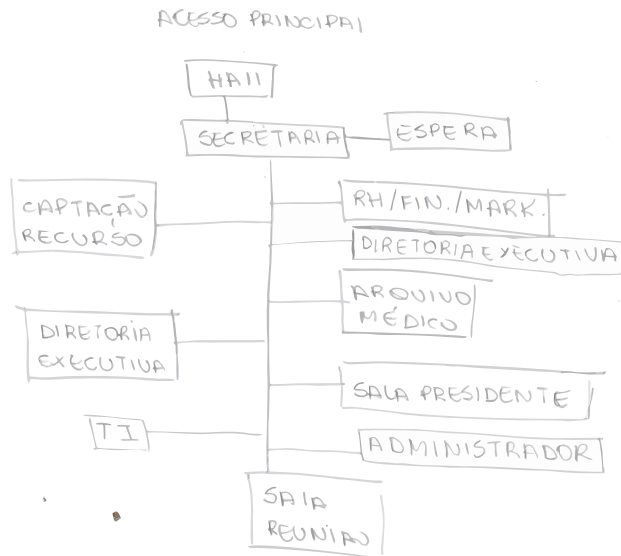 ACESSO PRINCIPAL
HALL
SECRETARIA
ESPERA
CAPTAÇÃO
RECURSO
RH/FIN./MARK.
DIRETORIA EXECUTIVA
ARQUIVO
MÉDICO
DIRETORIA
EXECUTIVA
SALA PRESIDENTE
TI
ADMINISTRADOR
SALA
REUNIÃO